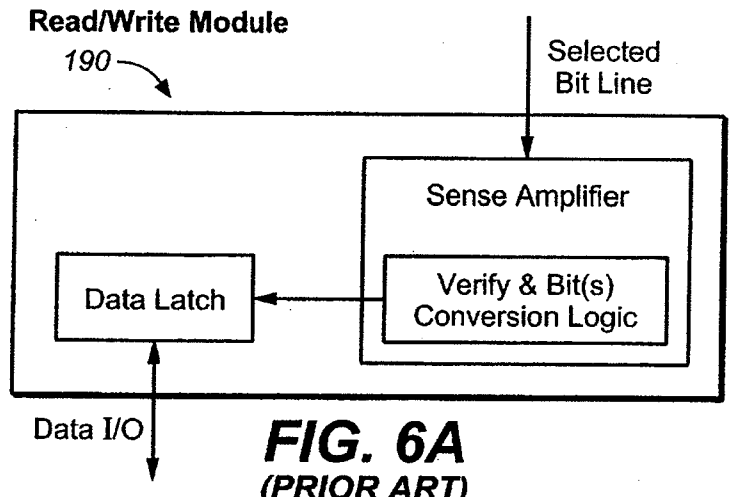 Read/Write Module
190
Selected
Bit Line
Sense Amplifier
Verify & Bit(s)
Conversion Logic
Data Latch
Data I/O
FIG. 6A
(PRIOR ART)